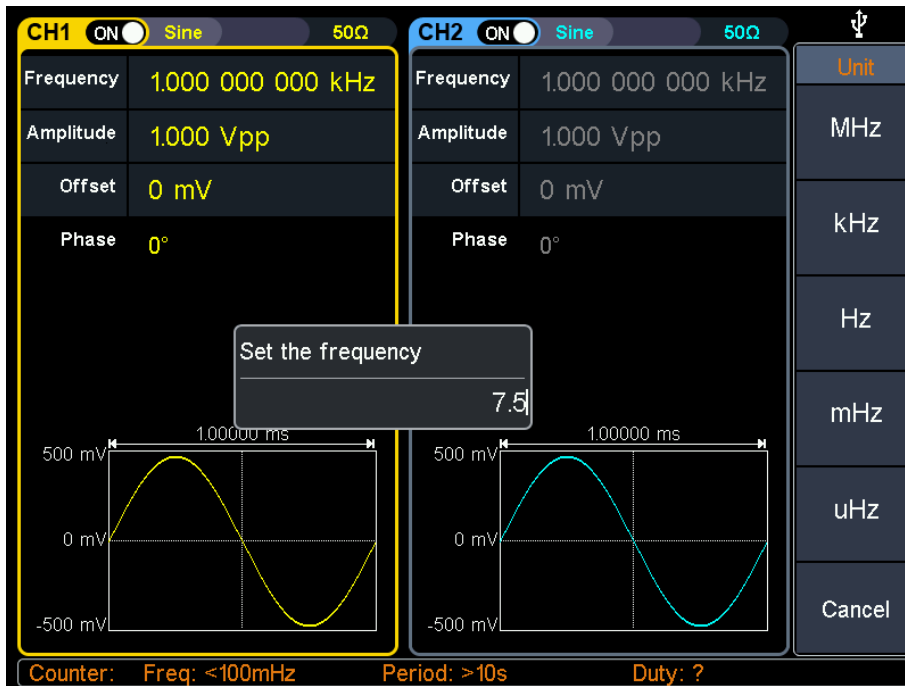 CH1 ON Sine 50Ω
Frequency 1.000 000 000 kHz
Amplitude 1.000 Vpp
Offset 0 mV
Phase 0°
CH2 ON Sine 50Ω
Frequency 1.000 000 000 kHz
Amplitude 1.000 Vpp
Offset 0 mV
Phase 0°
Set the frequency
7.5
1.00000 ms
500 mV
0 mV
-500 mV
1.00000 ms
500 mV
0 mV
-500 mV
Unit
MHz
kHz
Hz
mHz
uHz
Cancel
Counter: Freq: <100mHz Period: >10s Duty: ?